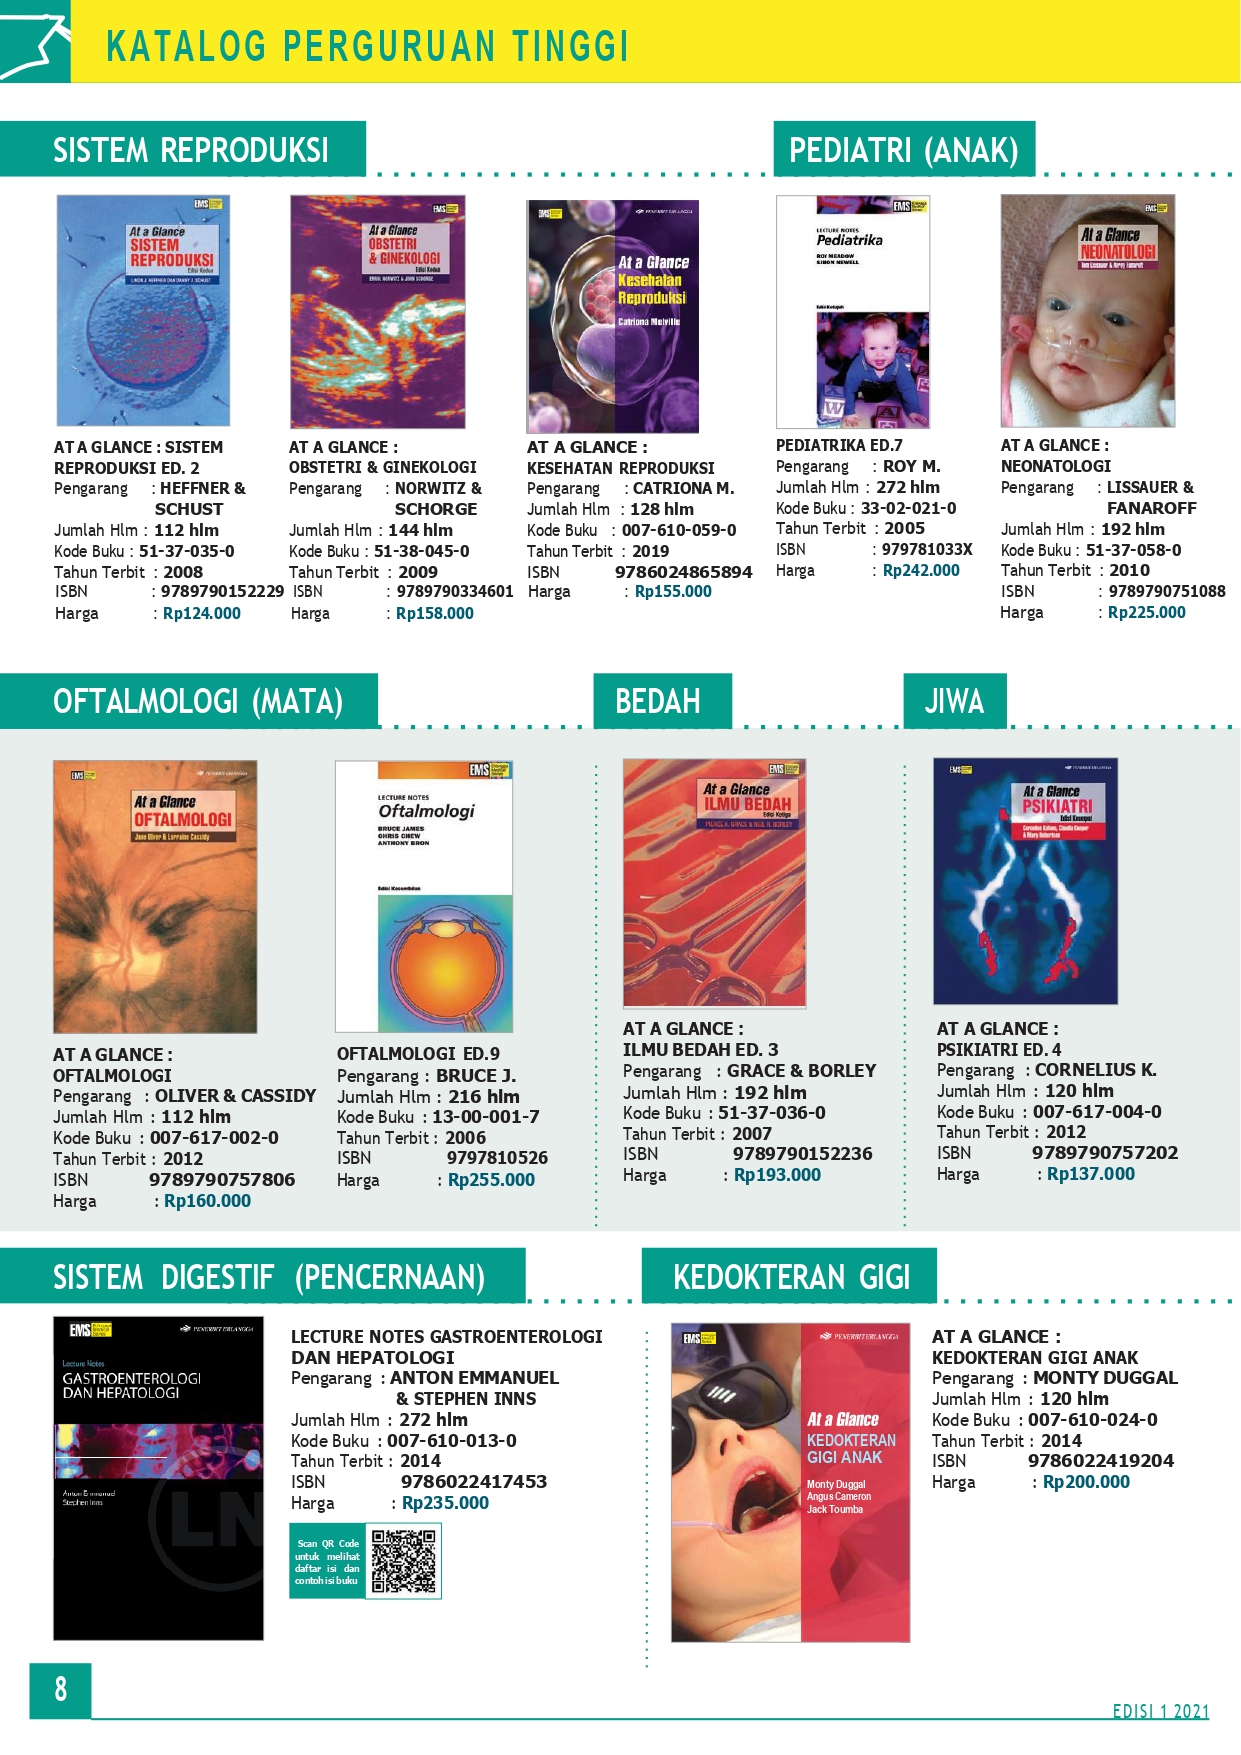 KATALOG PERGURUAN TINGGI
SISTEM REPRODUKSI
EMS
At a Glance
SISTEM
REPRODUKSI
Edisi Kedua
LINDA J. HEFFNER DAN DANNY J. SCHUST
AT A GLANCE : SISTEM
REPRODUKSI ED. 2
Pengarang : HEFFNER &
SCHUST
Jumlah Hlm : 112 hlm
Kode Buku : 51-37-035-0
Tahun Terbit : 2008
ISBN : 9789790152229
Harga : Rp124.000
EMS
At a Glance
OBSTETRI
& GINEKOLOGI
Edisi Kedua
ERROL NORWITZ & JOHN SCHORGE
AT A GLANCE :
OBSTETRI & GINEKOLOGI
Pengarang : NORWITZ &
SCHORGE
Jumlah Hlm : 144 hlm
Kode Buku : 51-38-045-0
Tahun Terbit : 2009
ISBN : 9789790334601
Harga : Rp158.000
EMS
PENERBIT ERLANGGA
At a Glance
Kesehatan
Reproduksi
Catriona Melville
AT A GLANCE :
KESEHATAN REPRODUKSI
Pengarang : CATRIONA M.
Jumlah Hlm : 128 hlm
Kode Buku : 007-610-059-0
Tahun Terbit : 2019
ISBN 9786024865894
Harga : Rp155.000
PEDIATRI (ANAK)
EMS
LECTURE NOTES
Pediatrika
ROY MEADOW
SIMON NEWELL
Edisi Ketujuh
PEDIATRIKA ED.7
Pengarang : ROY M.
Jumlah Hlm : 272 hlm
Kode Buku : 33-02-021-0
Tahun Terbit : 2005
ISBN : 979781033X
Harga : Rp242.000
EMS
At a Glance
NEONATOLOGI
Tom Lissauer & Avroy Fanaroff
AT A GLANCE :
NEONATOLOGI
Pengarang : LISSAUER &
FANAROFF
Jumlah Hlm : 192 hlm
Kode Buku : 51-37-058-0
Tahun Terbit : 2010
ISBN : 9789790751088
Harga : Rp225.000
OFTALMOLOGI (MATA)
EMS
PENERBIT ERLANGGA
At a Glance
OFTALMOLOGI
Jane Oliver & Lorraine Cassidy
AT A GLANCE :
OFTALMOLOGI
Pengarang : OLIVER & CASSIDY
Jumlah Hlm : 112 hlm
Kode Buku : 007-617-002-0
Tahun Terbit : 2012
ISBN 9789790757806
Harga : Rp160.000
EMS
LECTURE NOTES
Oftalmologi
BRUCE JAMES
CHRIS CHEW
ANTHONY BRON
Edisi Kesembilan
OFTALMOLOGI ED.9
Pengarang : BRUCE J.
Jumlah Hlm : 216 hlm
Kode Buku : 13-00-001-7
Tahun Terbit : 2006
ISBN 9797810526
Harga : Rp255.000
BEDAH
EMS
At a Glance
ILMU BEDAH
Edisi Ketiga
PIERCE A. GRACE & NEIL R. BORLEY
AT A GLANCE :
ILMU BEDAH ED. 3
Pengarang : GRACE & BORLEY
Jumlah Hlm : 192 hlm
Kode Buku : 51-37-036-0
Tahun Terbit : 2007
ISBN 9789790152236
Harga : Rp193.000
JIWA
EMS
PENERBIT ERLANGGA
At a Glance
PSIKIATRI
Edisi Keempat
Cornelius Katona, Claudia Cooper
& Mary Robertson
AT A GLANCE :
PSIKIATRI ED. 4
Pengarang : CORNELIUS K.
Jumlah Hlm : 120 hlm
Kode Buku : 007-617-004-0
Tahun Terbit : 2012
ISBN 9789790757202
Harga : Rp137.000
SISTEM DIGESTIF (PENCERNAAN)
EMS
PENERBIT ERLANGGA
Lecture Notes
GASTROENTEROLOGI
DAN HEPATOLOGI
Anton Emmanuel
Stephen Inns
LN
LECTURE NOTES GASTROENTEROLOGI
DAN HEPATOLOGI
Pengarang : ANTON EMMANUEL
& STEPHEN INNS
Jumlah Hlm : 272 hlm
Kode Buku : 007-610-013-0
Tahun Terbit : 2014
ISBN 9786022417453
Harga : Rp235.000
Scan QR Code
untuk melihat
daftar isi dan
contoh isi buku
KEDOKTERAN GIGI
EMS
PENERBIT ERLANGGA
At a Glance
KEDOKTERAN
GIGI ANAK
Monty Duggal
Angus Cameron
Jack Toumba
AT A GLANCE :
KEDOKTERAN GIGI ANAK
Pengarang : MONTY DUGGAL
Jumlah Hlm : 120 hlm
Kode Buku : 007-610-024-0
Tahun Terbit : 2014
ISBN 9786022419204
Harga : Rp200.000
8
EDISI 1 2021